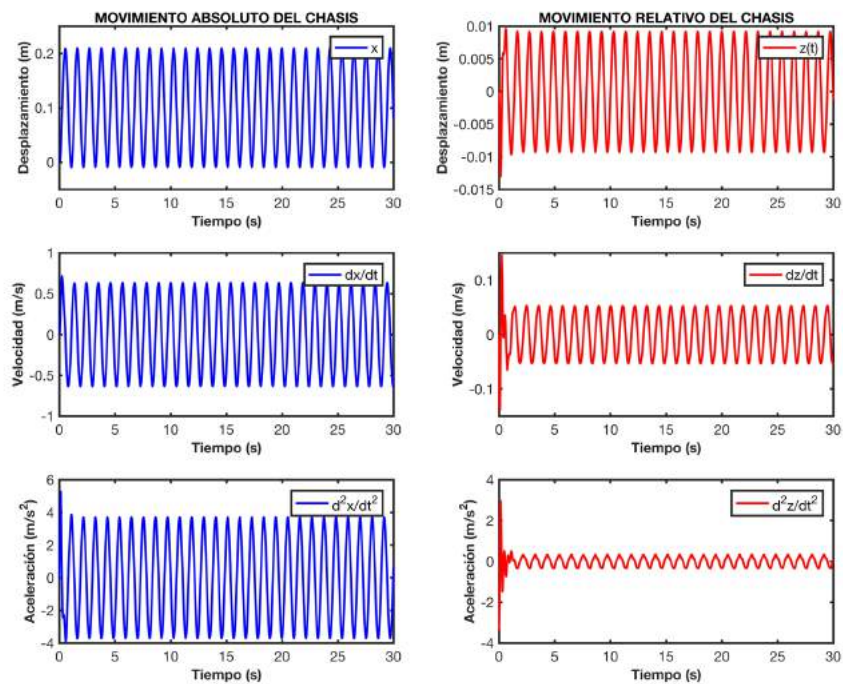 MOVIMIENTO ABSOLUTO DEL CHASIS
Desplazamiento (m)
0.2
0.1
0
x
0 5 10 15 20 25 30
Tiempo (s)
MOVIMIENTO RELATIVO DEL CHASIS
Desplazamiento (m)
0.01
0.005
0
-0.005
-0.01
-0.015
z(t)
0 5 10 15 20 25 30
Tiempo (s)
Velocidad (m/s)
1
0.5
0
-0.5
-1
dx/dt
0 5 10 15 20 25 30
Tiempo (s)
Velocidad (m/s)
0.1
0
-0.1
dz/dt
0 5 10 15 20 25 30
Tiempo (s)
Aceleración (m/s²)
6
4
2
0
-2
-4
d²x/dt²
0 5 10 15 20 25 30
Tiempo (s)
Aceleración (m/s²)
4
2
0
-2
-4
d²z/dt²
0 5 10 15 20 25 30
Tiempo (s)